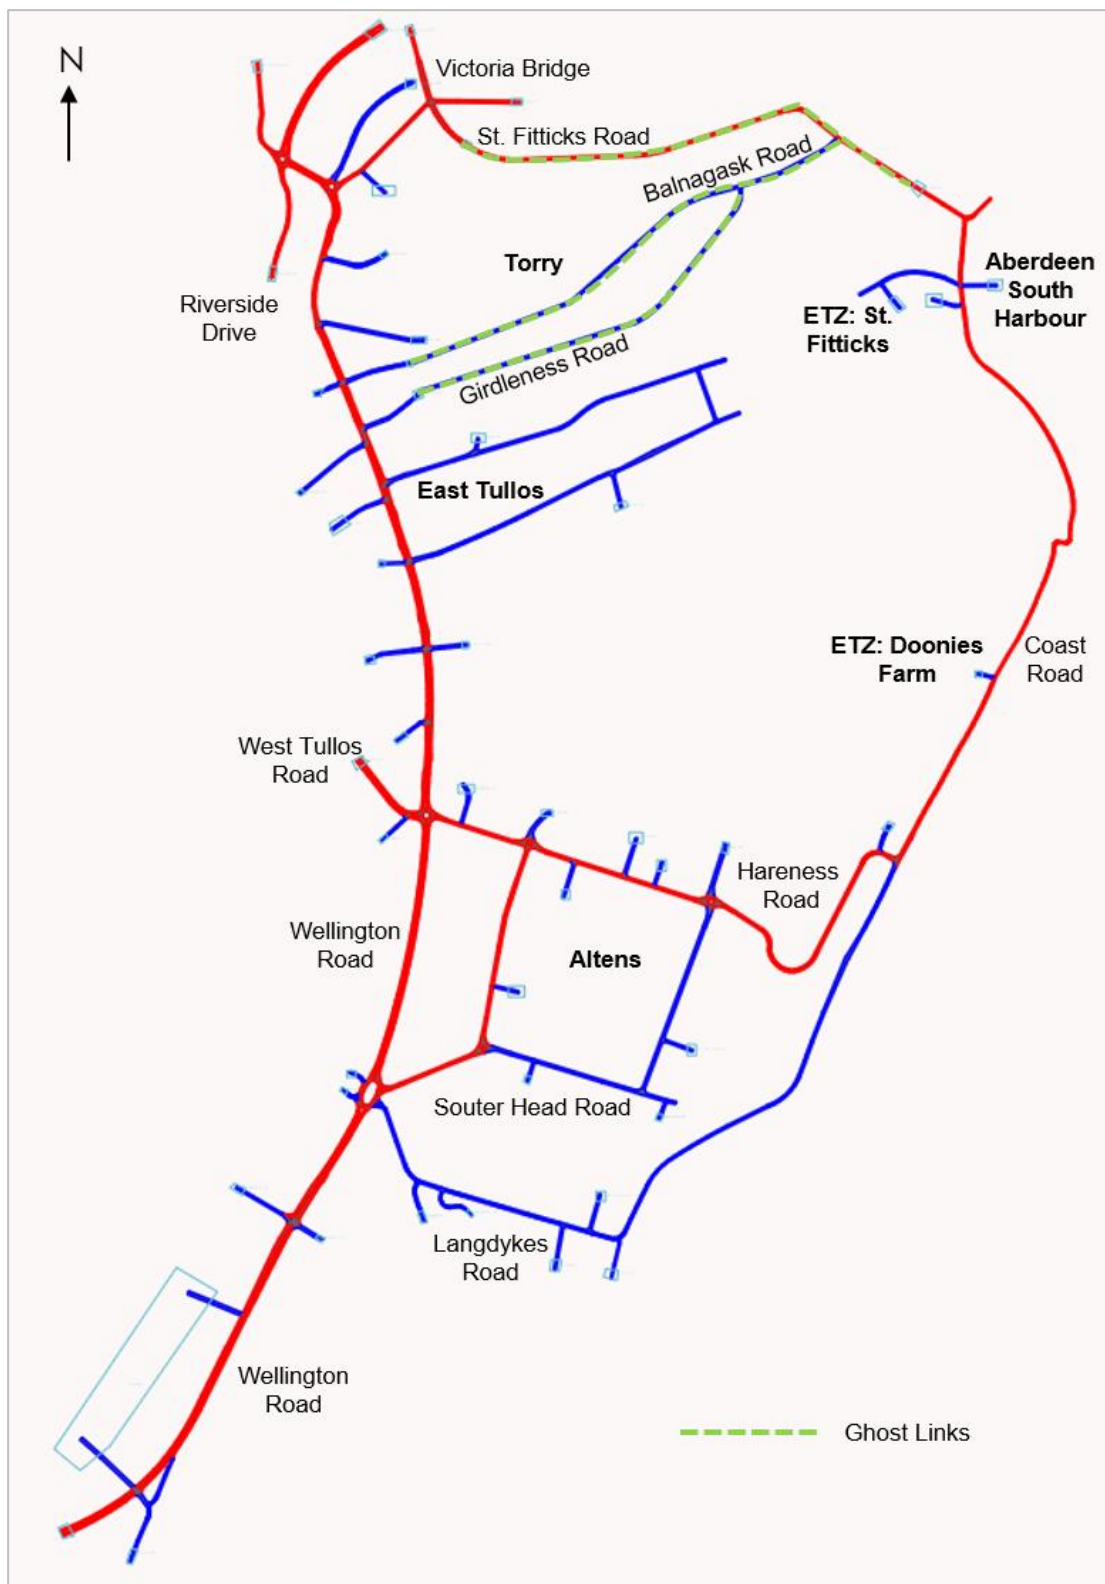 N
Victoria Bridge
St. Fitticks Road
Balnagask Road
Torry
Aberdeen
South
Harbour
Riverside
Drive
ETZ: St.
Fitticks
Girdleness Road
East Tullos
ETZ: Doonies
Farm
Coast
Road
West Tullos
Road
Hareness
Road
Wellington
Road
Altens
Souter Head Road
Langdykes
Road
Wellington
Road
Ghost Links